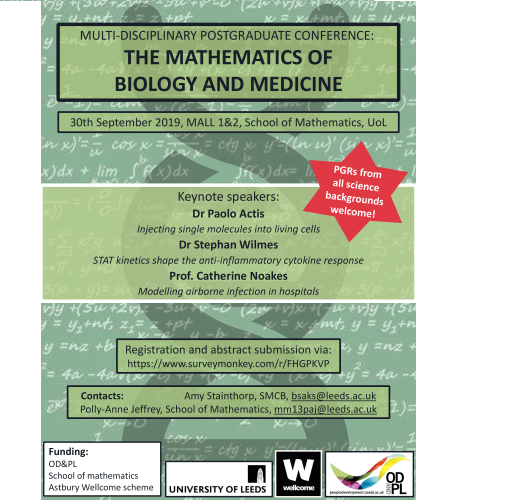 MULTI-DISCIPLINARY POSTGRADUATE CONFERENCE:
THE MATHEMATICS OF
BIOLOGY AND MEDICINE
30th September 2019, MALL 1&2, School of Mathematics, UoL
PGRs from
all science
backgrounds
welcome!
Keynote speakers:
Dr Paolo Actis
Injecting single molecules into living cells
Dr Stephan Wilmes
STAT kinetics shape the anti-inflammatory cytokine response
Prof. Catherine Noakes
Modelling airborne infection in hospitals
Registration and abstract submission via:
https://www.surveymonkey.com/r/FHGPKVP
Contacts: Amy Stainthorp, SMCB, bsaks@leeds.ac.uk
Polly-Anne Jeffrey, School of Mathematics, mm13paj@leeds.ac.uk
Funding:
OD&PL
School of mathematics
Astbury Wellcome scheme
UNIVERSITY OF LEEDS
W
wellcome
OD
&PL
peopledevelopment.leeds.ac.uk